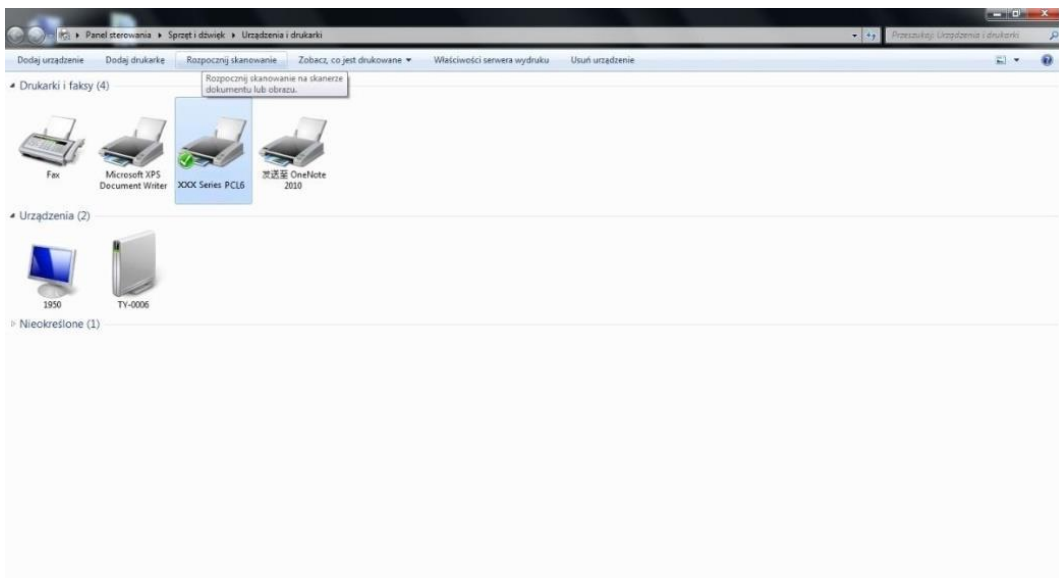 Panel sterowania ▸ Sprzęt i dźwięk ▸ Urządzenia i drukarki
Przeszukaj: Urządzenia i drukarki
Dodaj urządzenie Dodaj drukarkę Rozpocznij skanowanie Zobacz, co jest drukowane Właściwości serwera wydruku Usuń urządzenie
Rozpocznij skanowanie na skanerze
dokumentu lub obrazu.
Drukarki i faksy (4)
Fax
Microsoft XPS
Document Writer
XXX Series PCL6
发送至 OneNote
2010
Urządzenia (2)
1950
TY-0006
Nieokreślone (1)